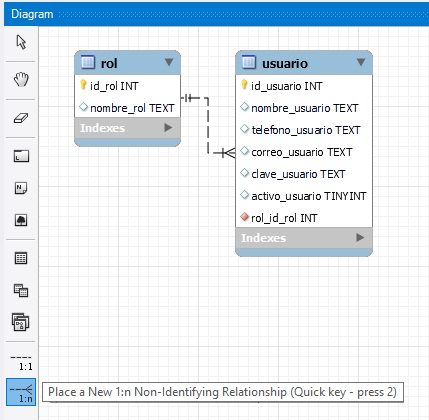 Diagram
rol
id_rol INT
nombre_rol TEXT
Indexes
usuario
id_usuario INT
nombre_usuario TEXT
telefono_usuario TEXT
correo_usuario TEXT
clave_usuario TEXT
activo_usuario TINYINT
rol_id_rol INT
Indexes
N
1:1
1:n
Place a New 1:n Non-Identifying Relationship (Quick key - press 2)